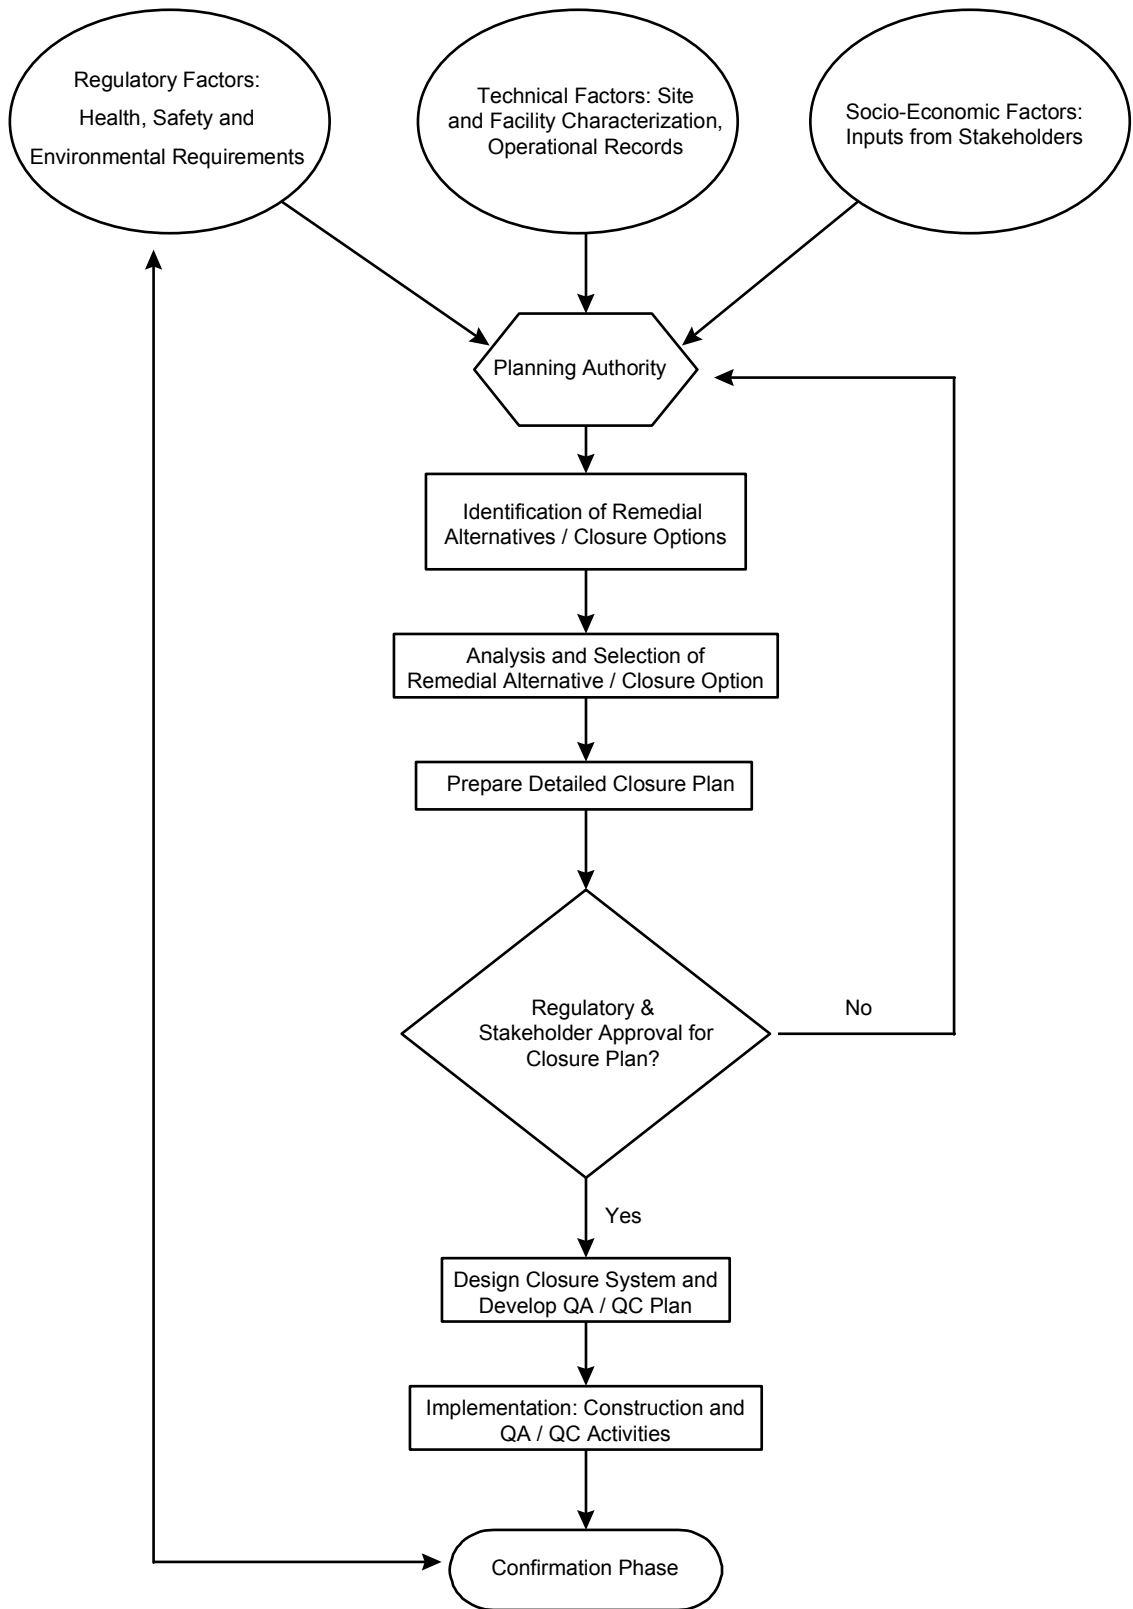 Regulatory Factors:
Health, Safety and
Environmental Requirements
Technical Factors: Site
and Facility Characterization,
Operational Records
Socio-Economic Factors:
Inputs from Stakeholders
Planning Authority
Identification of Remedial
Alternatives / Closure Options
Analysis and Selection of
Remedial Alternative / Closure Option
Prepare Detailed Closure Plan
Regulatory &
Stakeholder Approval for
Closure Plan?
No
Yes
Design Closure System and
Develop QA / QC Plan
Implementation: Construction and
QA / QC Activities
Confirmation Phase